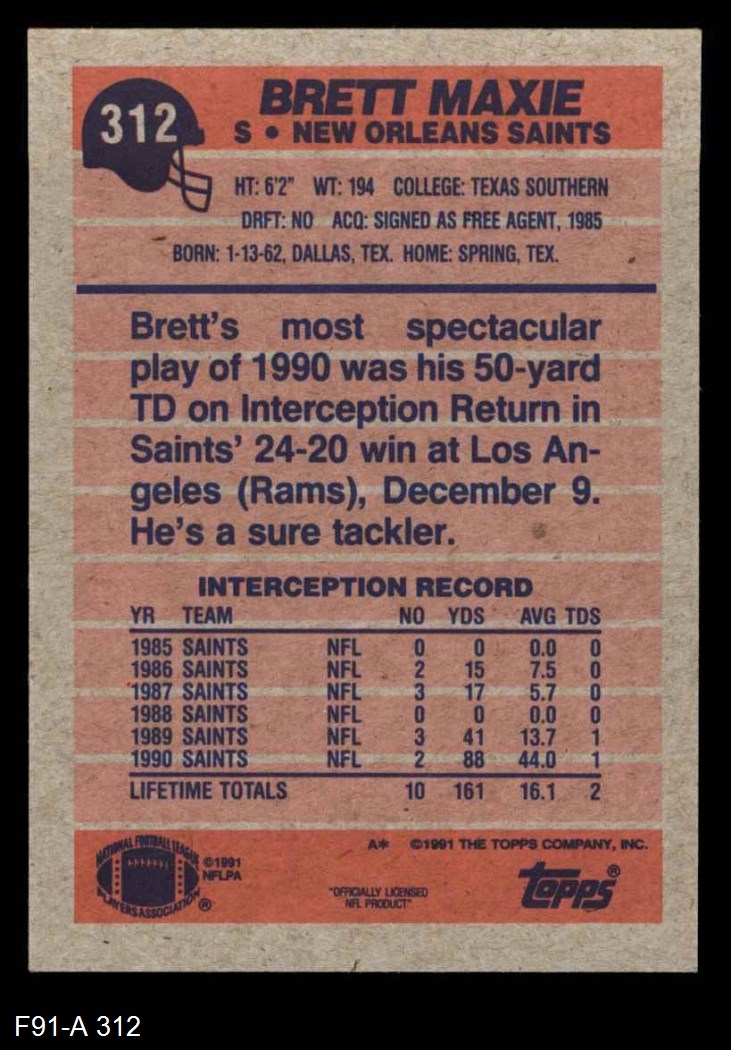 312
BRETT MAXIE
S • NEW ORLEANS SAINTS
HT: 6'2" WT: 194 COLLEGE: TEXAS SOUTHERN
DRFT: NO ACQ: SIGNED AS FREE AGENT, 1985
BORN: 1-13-62, DALLAS, TEX. HOME: SPRING, TEX.
Brett's most spectacular
play of 1990 was his 50-yard
TD on Interception Return in
Saints' 24-20 win at Los An-
geles (Rams), December 9.
He's a sure tackler.
INTERCEPTION RECORD
YR TEAM NO YDS AVG TDS
1985 SAINTS NFL 0 0 0.0 0
1986 SAINTS NFL 2 15 7.5 0
1987 SAINTS NFL 3 17 5.7 0
1988 SAINTS NFL 0 0 0.0 0
1989 SAINTS NFL 3 41 13.7 1
1990 SAINTS NFL 2 88 44.0 1
LIFETIME TOTALS 10 161 16.1 2
A* ©1991 THE TOPPS COMPANY, INC.
NATIONAL FOOTBALL LEAGUE
PLAYERS ASSOCIATION ®
©1991
NFLPA
"OFFICIALLY LICENSED
NFL PRODUCT"
topps®
F91-A 312